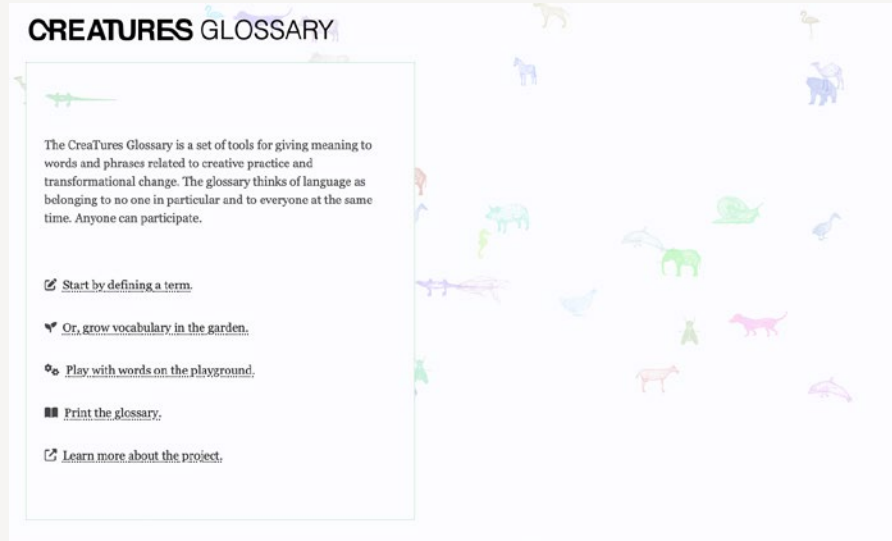 CREATURES GLOSSARY
The CreaTures Glossary is a set of tools for giving meaning to
words and phrases related to creative practice and
transformational change. The glossary thinks of language as
belonging to no one in particular and to everyone at the same
time. Anyone can participate.
Start by defining a term.
Or, grow vocabulary in the garden.
Play with words on the playground.
Print the glossary.
Learn more about the project.